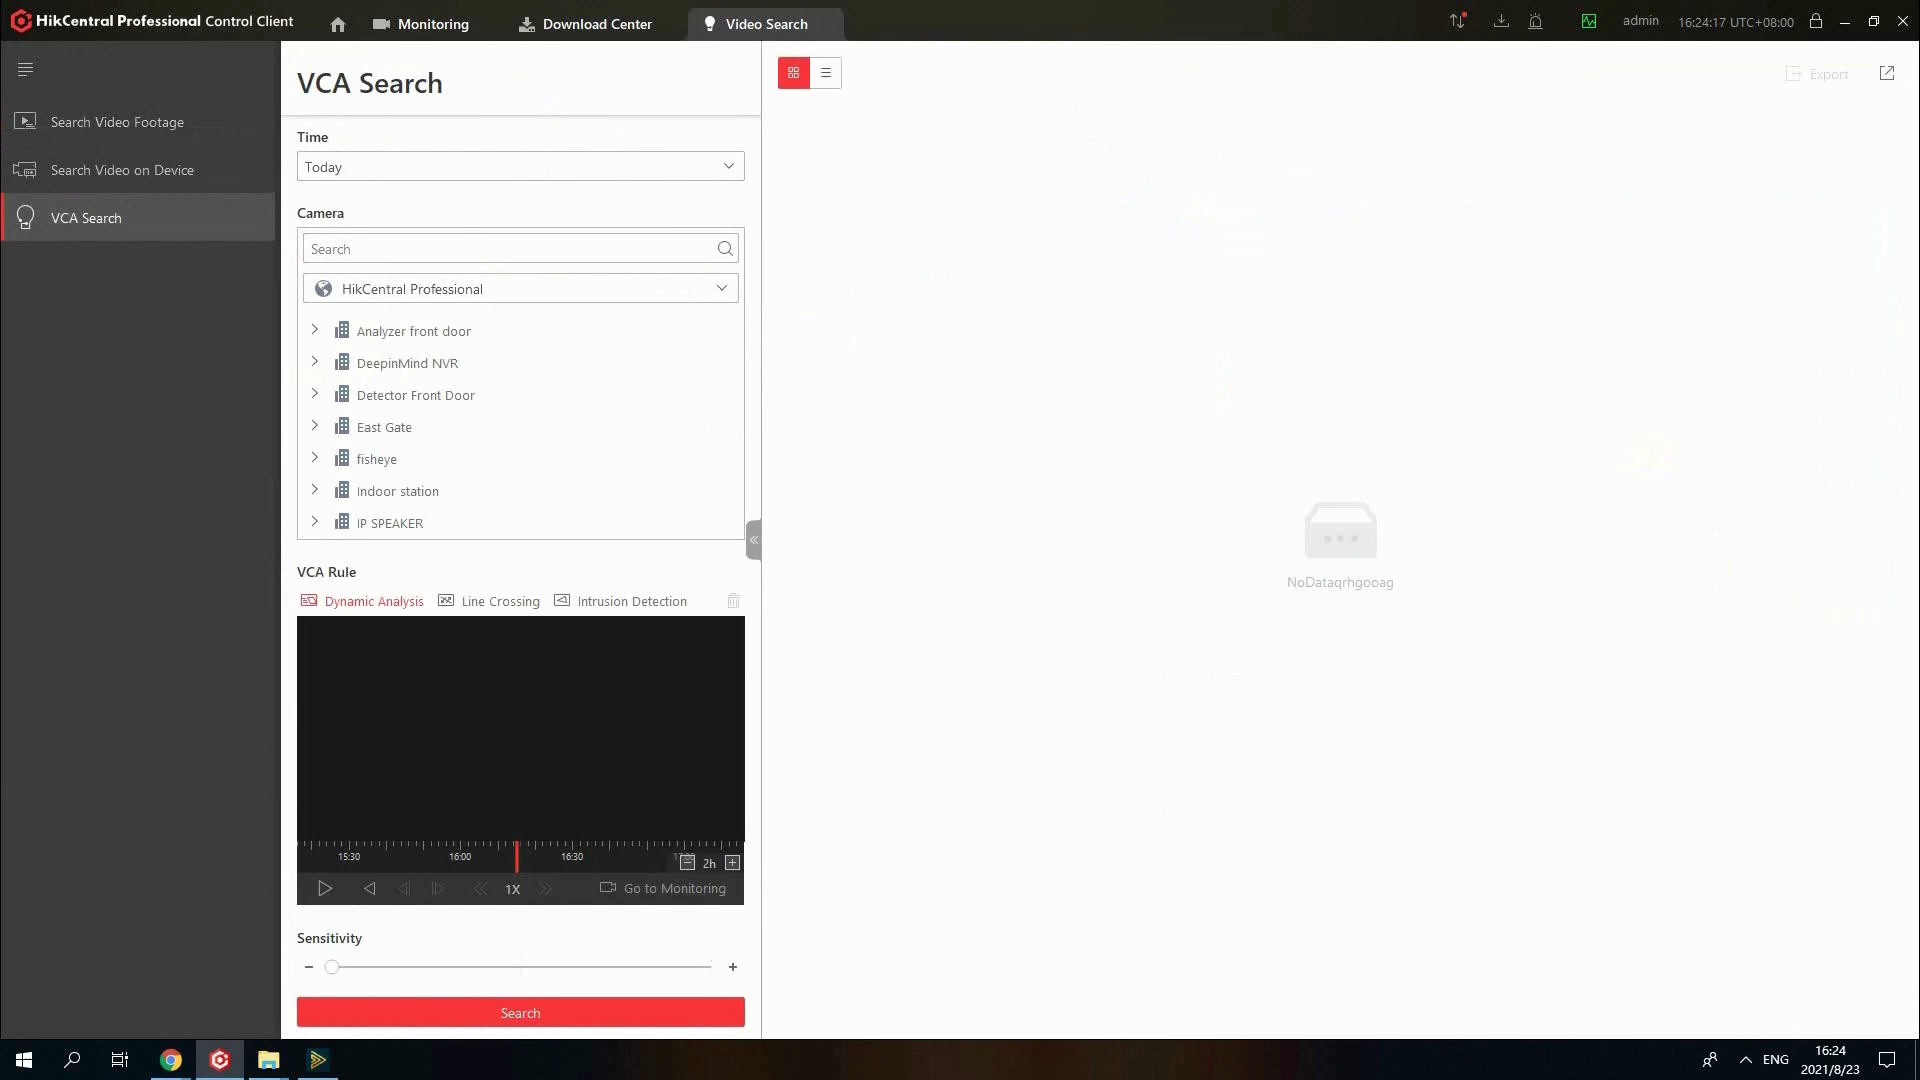 HikCentral Professional Control Client
Monitoring
Download Center
Video Search
admin
16:24:17 UTC+08:00
VCA Search
Export
Search Video Footage
Search Video on Device
VCA Search
Time
Today
Camera
Search
HikCentral Professional
Analyzer front door
DeepinMind NVR
Detector Front Door
East Gate
fisheye
Indoor station
IP SPEAKER
NoDataqrhgooag
VCA Rule
Dynamic Analysis
Line Crossing
Intrusion Detection
15:30
16:00
16:30
17:00
2h
1X
Go to Monitoring
Sensitivity
Search
ENG
16:24
2021/8/23